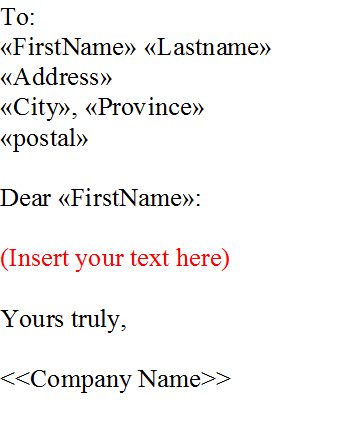 To:
«FirstName» «Lastname»
«Address»
«City», «Province»
«postal»
Dear «FirstName»:
(Insert your text here)
Yours truly,
<<Company Name>>